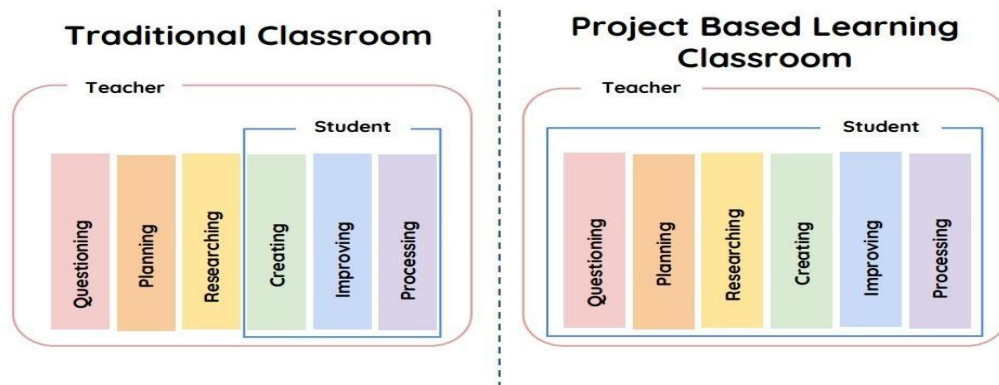 Traditional Classroom
Teacher
Student
Questioning
Planning
Researching
Creating
Improving
Processing
Project Based Learning
Classroom
Teacher
Student
Questioning
Planning
Researching
Creating
Improving
Processing